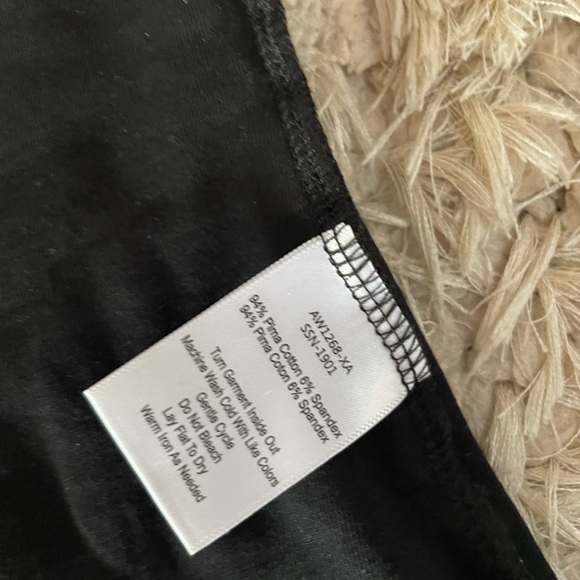 AW1268-XA
SSN-1901
94% Pima Cotton 6% Spandex
94% Pima Coton 6% Spandex
Turn Garment Inside Out
Machine Wash Cold With Like Colors
Gentle Cycle
Do Not Bleach
Lay Flat To Dry
Warm Iron As Needed